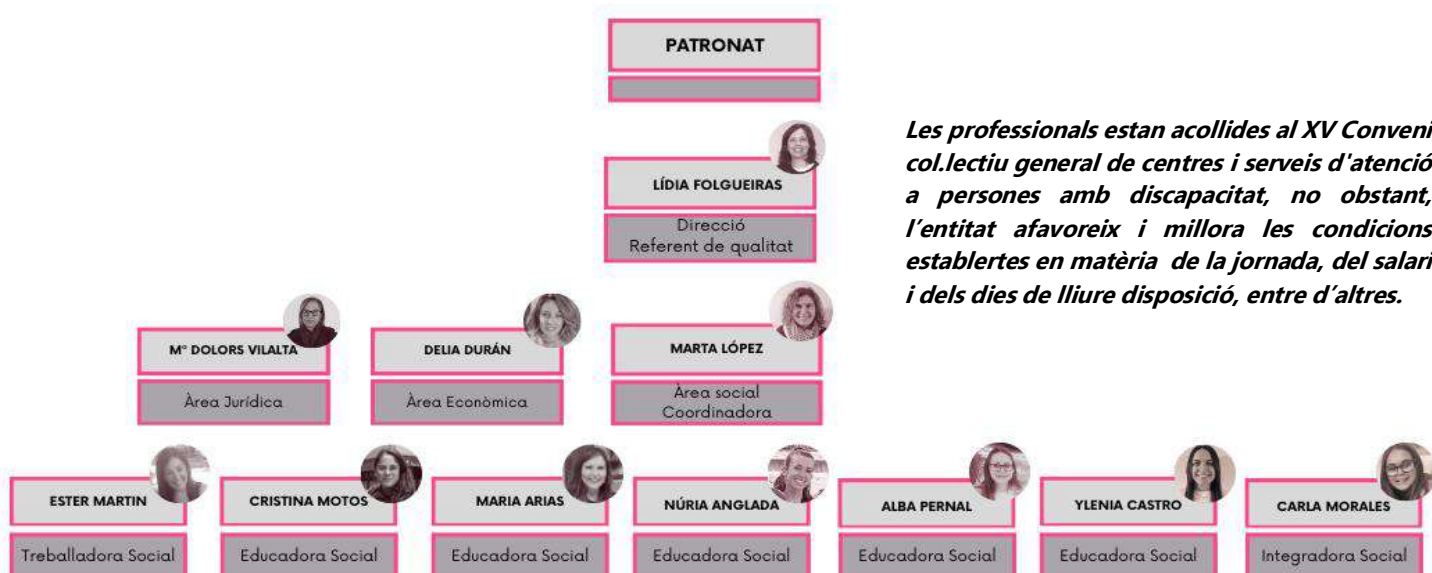 PATRONAT
LÍDIA FOLGUEIRAS
Direcció
Referent de qualitat
Les professionals estan acollides al XV Conveni
col.lectiu general de centres i serveis d'atenció
a persones amb discapacitat, no obstant,
l’entitat afavoreix i millora les condicions
establertes en matèria de la jornada, del salari
i dels dies de lliure disposició, entre d’altres.
Mº DOLORS VILALTA
Àrea Jurídica
DELIA DURÁN
Àrea Econòmica
MARTA LÓPEZ
Àrea social
Coordinadora
ESTER MARTIN
Treballadora Social
CRISTINA MOTOS
Educadora Social
MARIA ARIAS
Educadora Social
NÚRIA ANGLADA
Educadora Social
ALBA PERNAL
Educadora Social
YLENIA CASTRO
Educadora Social
CARLA MORALES
Integradora Social